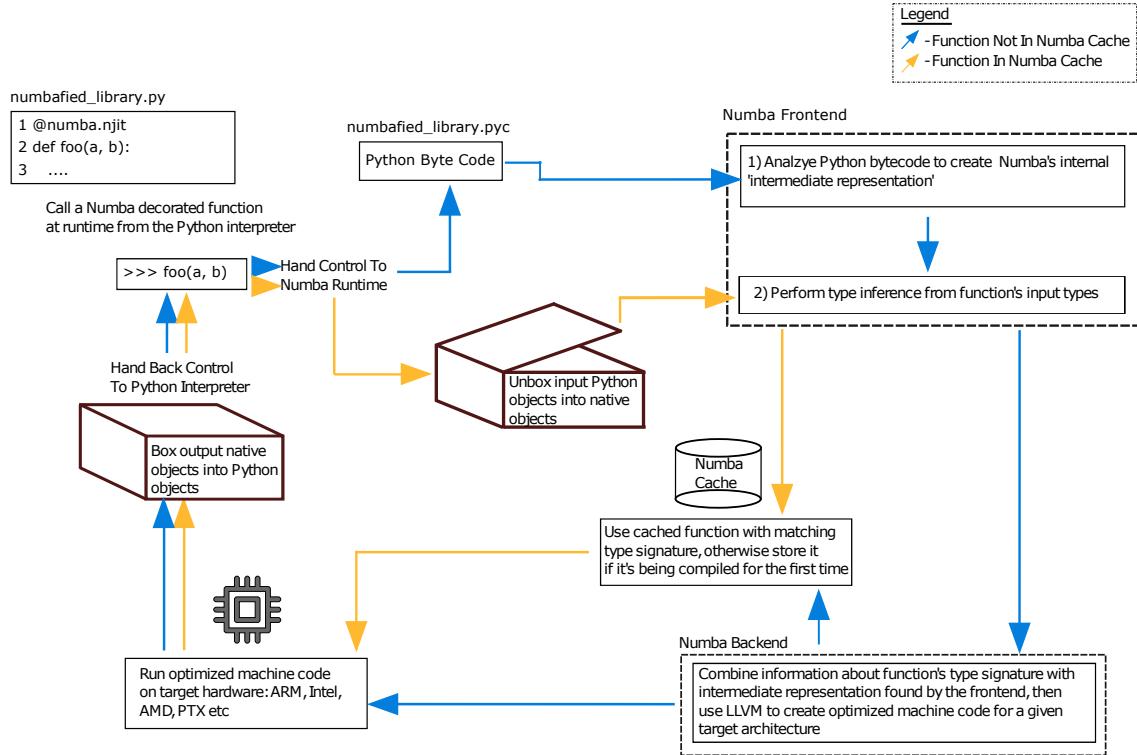 Legend
- Function Not In Numba Cache
- Function In Numba Cache
numbafied_library.py
1 @numba.njit
2 def foo(a, b):
3 ....
numbafied_library.pyc
Python Byte Code
Numba Frontend
1) Analzye Python bytecode to create Numba's internal
'intermediate representation'
Call a Numba decorated function
at runtime from the Python interpreter
>>> foo(a, b)
Hand Control To
Numba Runtime
2) Perform type inference from function's input types
Hand Back Control
To Python Interpreter
Unbox input Python
objects into native
objects
Box output native
objects into Python
objects
Numba
Cache
Use cached function with matching
type signature, otherwise store it
if it's being compiled for the first time
Numba Backend
Run optimized machine code
on target hardware: ARM, Intel,
AMD, PTX etc
Combine information about function's type signature with
intermediate representation found by the frontend, then
use LLVM to create optimized machine code for a given
target architecture